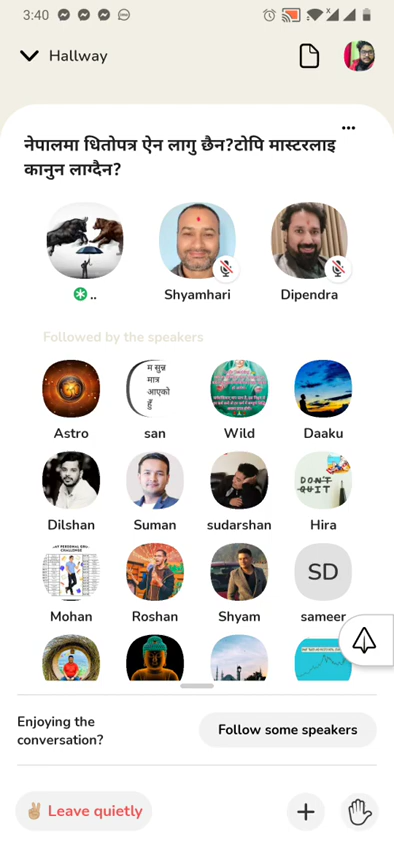 3:40
Hallway
नेपालमा धितोपत्र ऐन लागु छैन?टोपि मास्टरलाइ
कानुन लाग्दैन?
..
Shyamhari
Dipendra
Followed by the speakers
म सुन्न
मात्र
आएको
हुँ
Astro
san
Wild
Daaku
DON'T
QUIT
Dilshan
Suman
sudarshan
Hira
SD
Mohan
Roshan
Shyam
sameer
Enjoying the
conversation?
Follow some speakers
✌🏼 Leave quietly